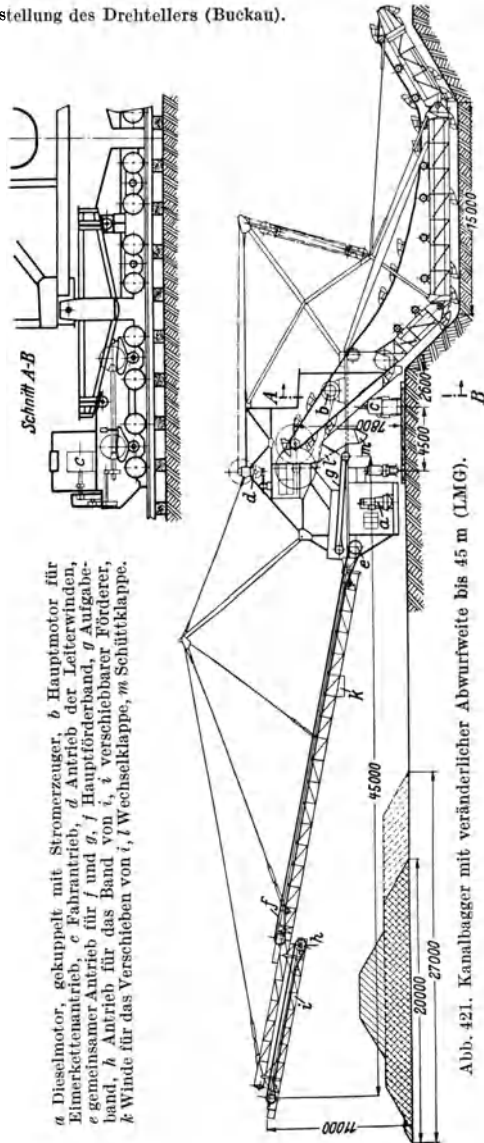 stellung des Drehtellers (Buckau).
Schnitt A-B
c
a Dieselmotor, gekuppelt mit Stromerzeuger, b Hauptmotor für
Eimerkettenantrieb, c Fahrantrieb, d Antrieb der Leiterwinden,
e gemeinsamer Antrieb für f und g, f Hauptförderband, g Aufgabe-
band, h Antrieb für das Band von i, i verschiebbarer Förderer,
k Winde für das Verschieben von i, l Wechselklappe, m Schüttklappe.
A
B
a
b
c
d
e
f
g
l
m
h
i
k
15000
2600
4500
7800
45000
11000
20000
27000
Abb. 421. Kanalbagger mit veränderlicher Abwurfweite bis 45 m (LMG).